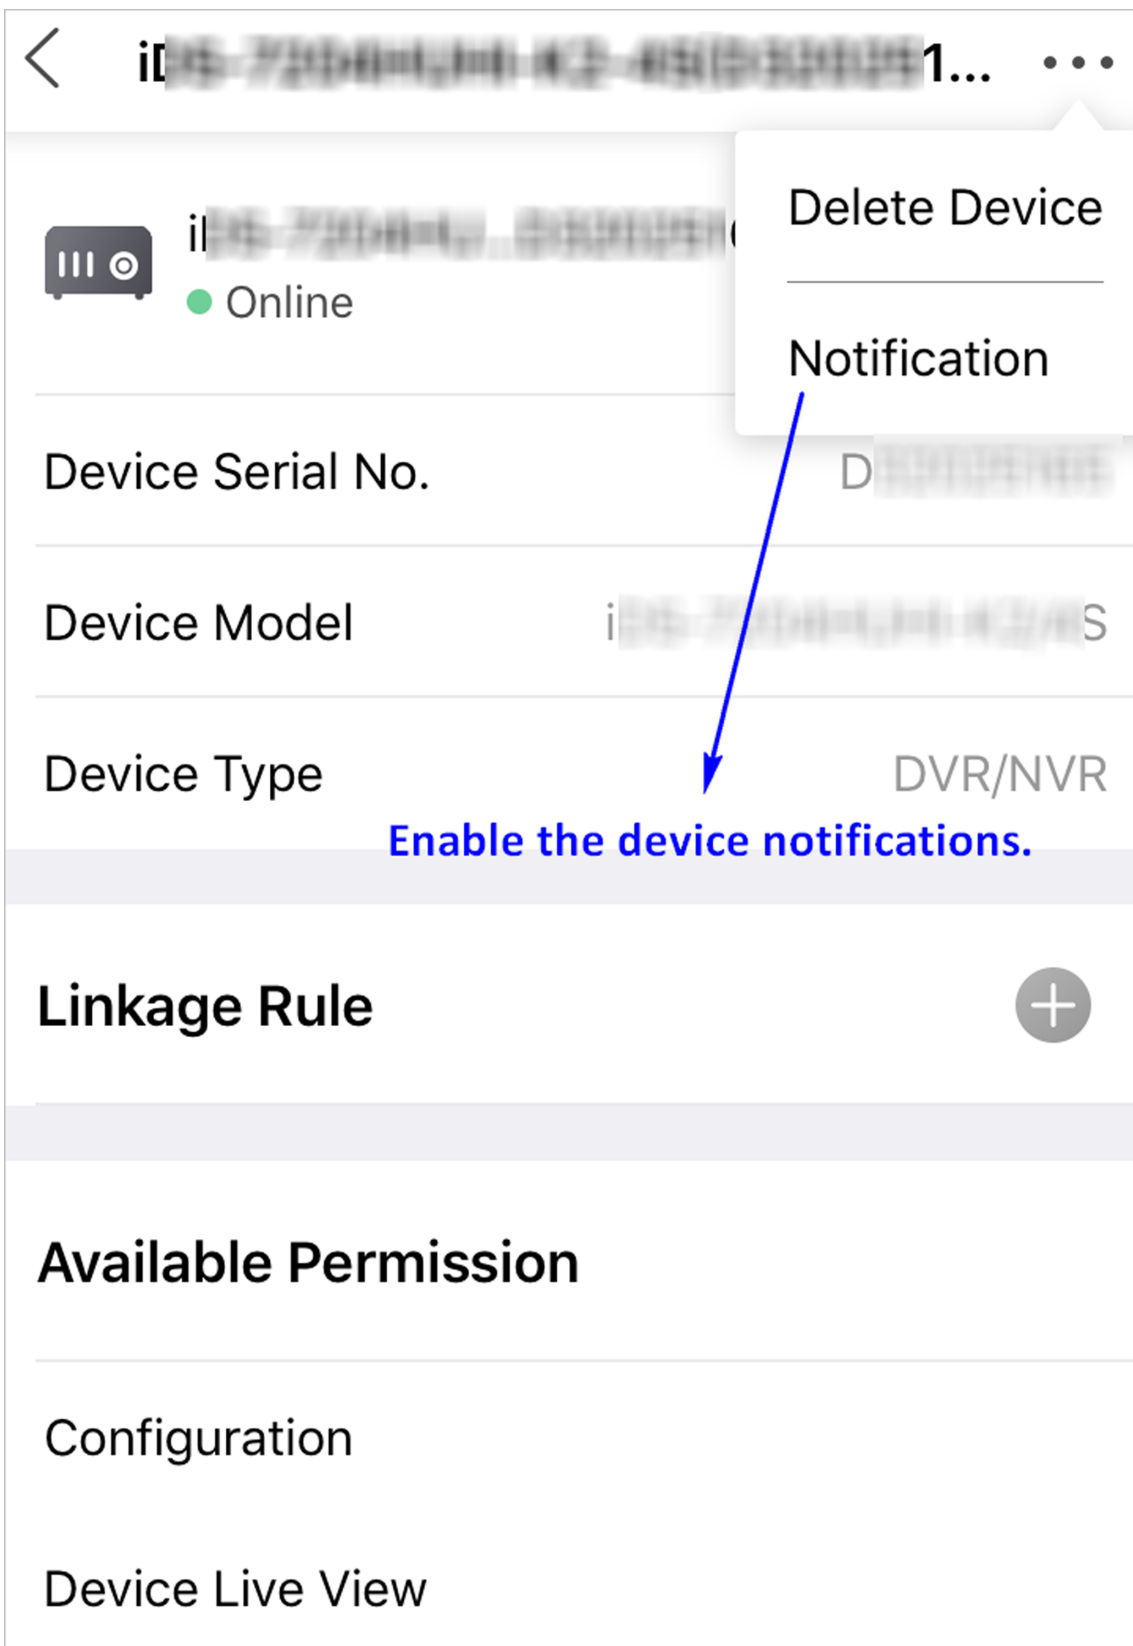 Delete Device
Online
Notification
Device Serial No.
Device Model
Device Type DVR/NVR
Enable the device notifications.
Linkage Rule
Available Permission
Configuration
Device Live View